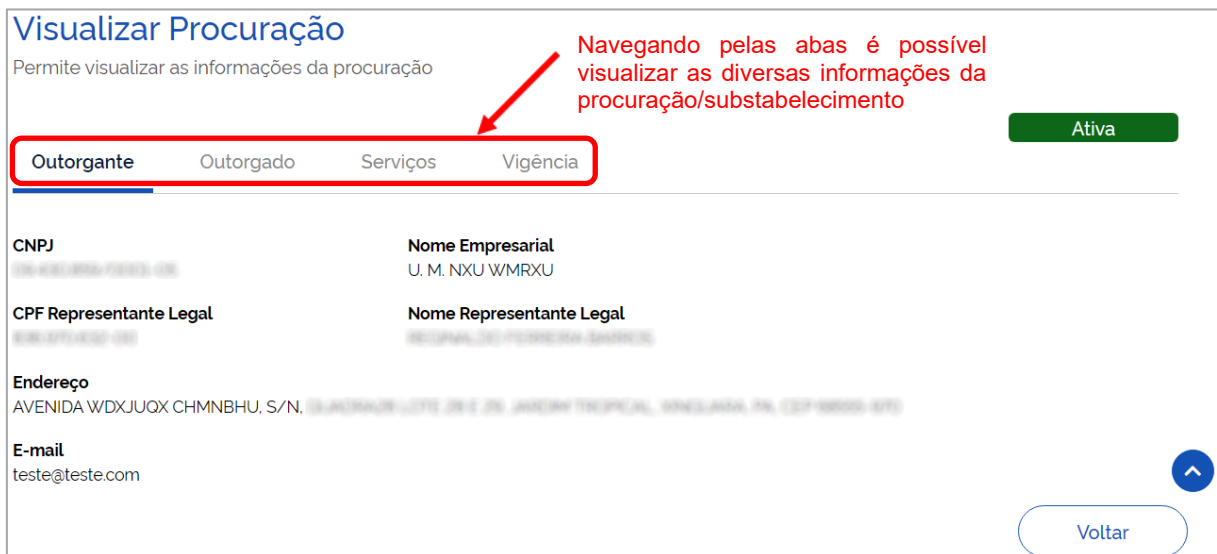 Visualizar Procuração
Permite visualizar as informações da procuração
Navegando pelas abas é possível
visualizar as diversas informações da
procuração/substabelecimento
Ativa
Outorgante Outorgado Serviços Vigência
CNPJ Nome Empresarial
U. M. NXU WMRXU
CPF Representante Legal Nome Representante Legal
Endereço
AVENIDA WDXJUQX CHMNBHU, S/N,
E-mail
teste@teste.com
Voltar